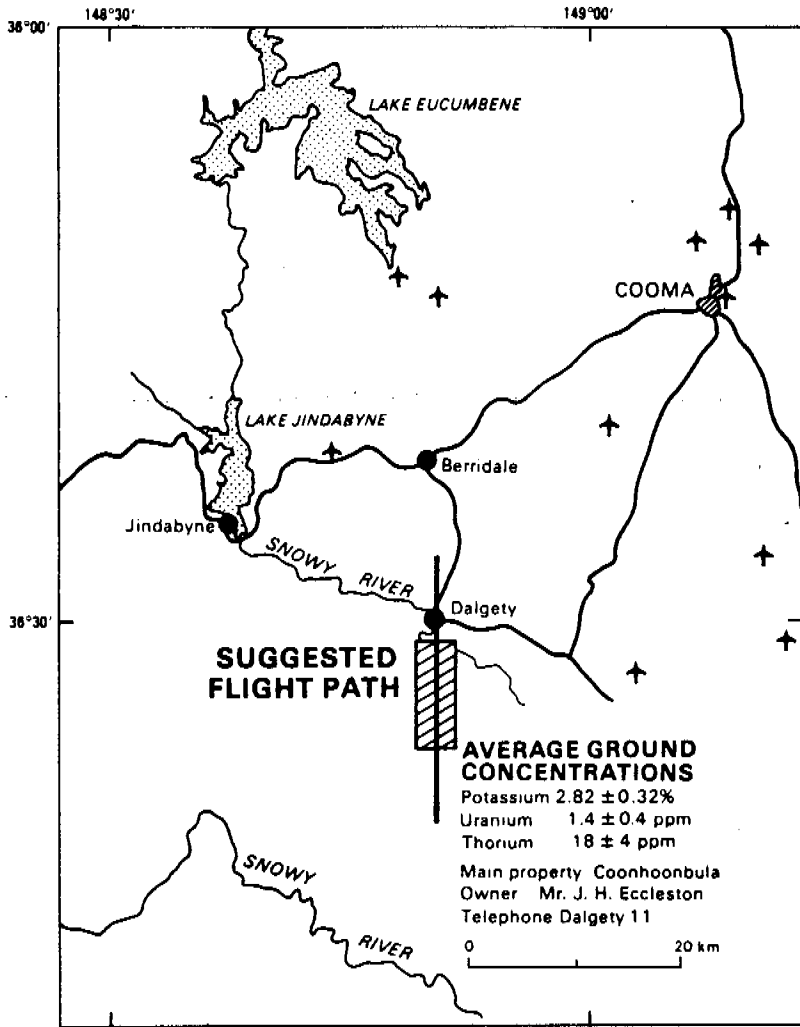 148°30'
149°00'
36°00'
LAKE EUCUMBENE
COOMA
LAKE JINDABYNE
Berridale
Jindabyne
SNOWY RIVER
Dalgety
36°30'
SUGGESTED
FLIGHT PATH
AVERAGE GROUND
CONCENTRATIONS
Potassium 2.82 ±0.32%
Uranium 1.4 ±0.4 ppm
Thorium 18 ± 4 ppm
Main property Coonhoonbula
Owner Mr. J. H. Eccleston
Telephone Dalgety 11
0 20 km
SNOWY
RIVER